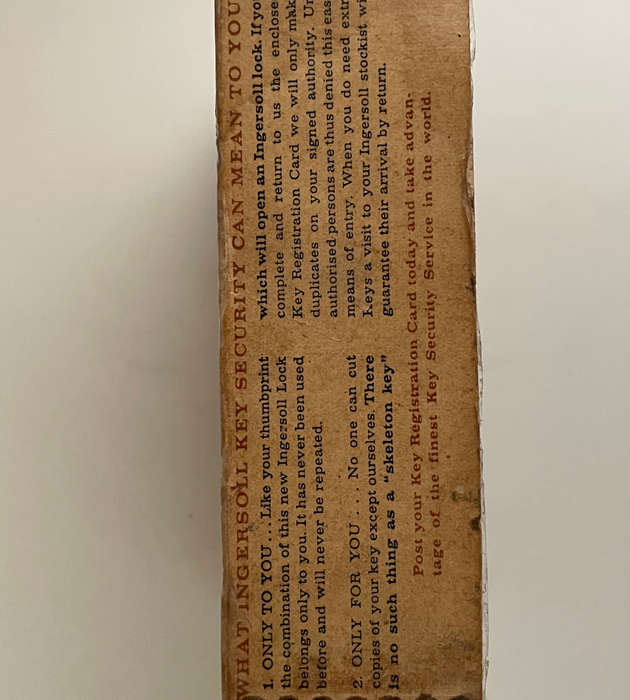 WHAT INGERSOLL KEY SECURITY CAN MEAN TO YOU
1. ONLY TO YOU... Like your thumbprint
the combination of this new Ingersoll Lock
belongs only to you. It has never been used
before and will never be repeated.
2. ONLY FOR YOU ... No one can cut
copies of your key except ourselves. There
is no such thing as a “skeleton key”
which will open an Ingersoll lock. If yo
complete and return to us the enclose
Key Registration Card we will only mak
duplicates on your signed authority. Un
authorised persons are thus denied this eas
means of entry. When you do need extr
keys a visit to your Ingersoll stockist wi
guarantee their arrival by return.
Post your Key Registration Card today and take advan-
tage of the finest Key Security Service in the world.